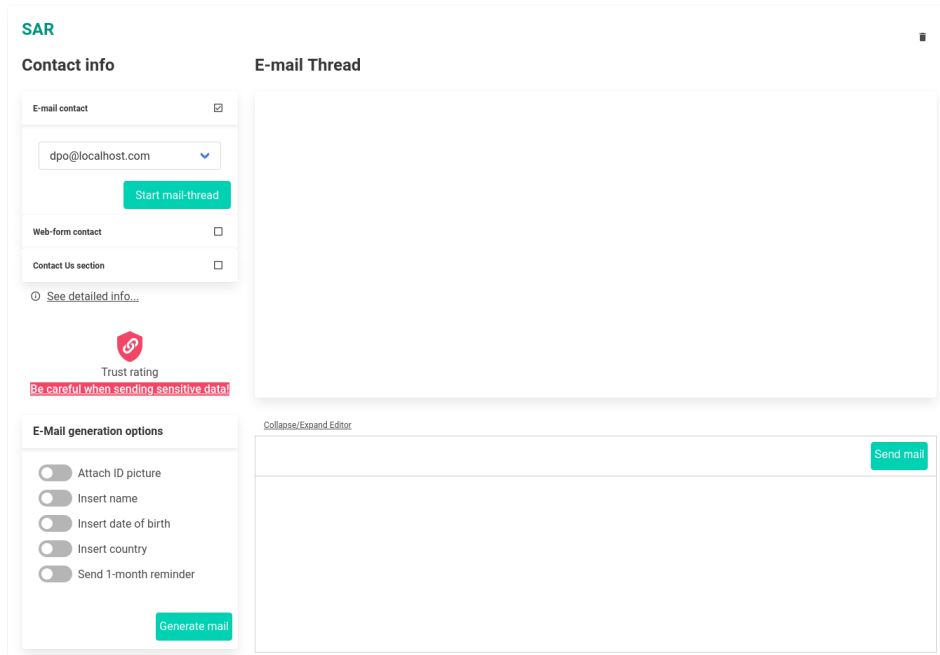 SAR
Contact info
E-mail contact
dpo@localhost.com
Start mail-thread
Web-form contact
Contact Us section
See detailed info...
Trust rating
Be careful when sending sensitive data!
E-Mail generation options
Attach ID picture
Insert name
Insert date of birth
Insert country
Send 1-month reminder
Generate mail
E-mail Thread
Collapse/Expand Editor
Send mail